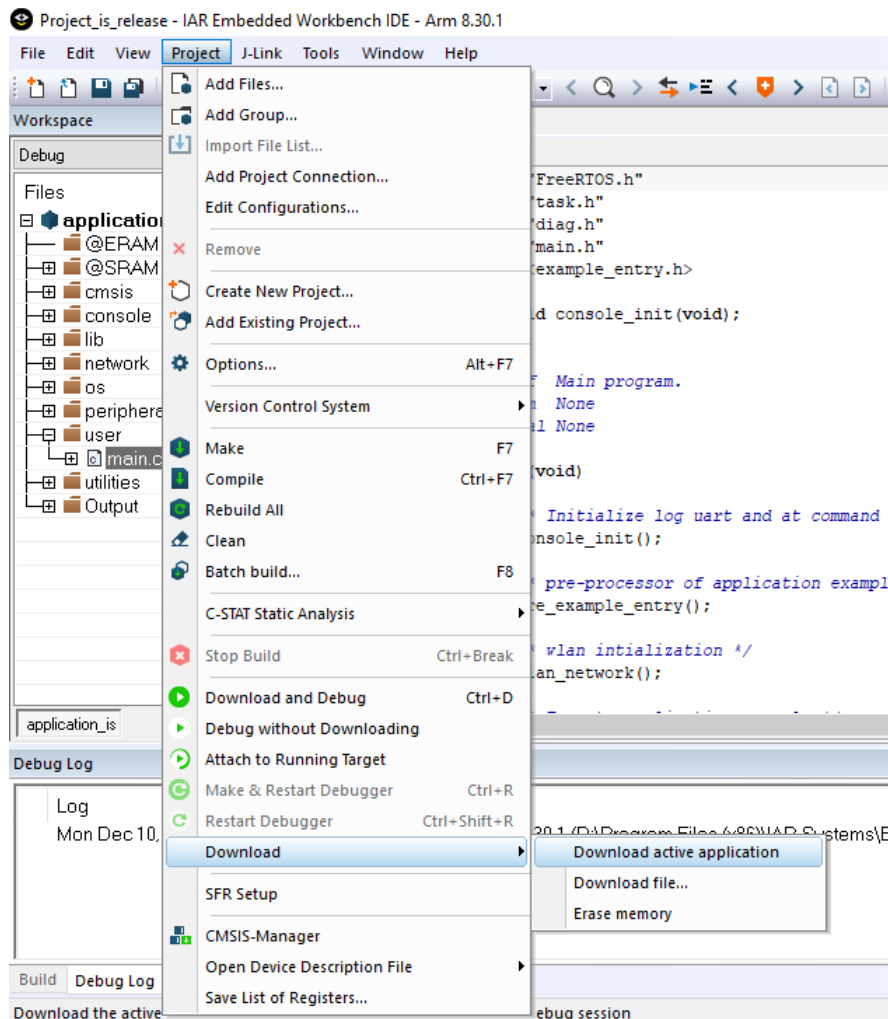 Project_is_release - IAR Embedded Workbench IDE - Arm 8.30.1
File Edit View Project J-Link Tools Window Help
Workspace
Debug
Files
@ERAM
@SRAM
cmsis
console
lib
network
os
user
main.c
utilities
Output
application_is
Add Files...
Add Group...
Import File List...
Add Project Connection...
Edit Configurations...
Remove
Create New Project...
Add Existing Project...
Options... Alt+F7
Version Control System
Make F7
Compile Ctrl+F7
Rebuild All
Clean
Batch build... F8
C-STAT Static Analysis
Stop Build Ctrl+Break
Download and Debug Ctrl+D
Debug without Downloading
Attach to Running Target
Make & Restart Debugger Ctrl+R
Restart Debugger Ctrl+Shift+R
Download
SFR Setup
CMSIS-Manager
Open Device Description File
Save List of Registers...
Download active application
Download file...
Erase memory
"FreeRTOS.h"
"task.h"
"diag.h"
"main.h"
<example_entry.h>
d console_init(void);
f Main program.
None
None
(void)
* Initialize log uart and at command
nsole_init();
* pre-processor of application exampl
re_example_entry();
* wlan intialization */
lan_network();
Debug Log
Log
Mon Dec 10,
Build Debug Log
Download the active ebug session